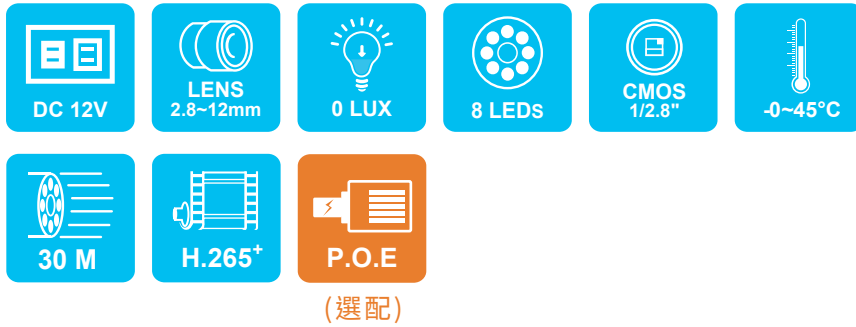 DC 12V
LENS
2.8~12mm
0 LUX
8 LEDs
CMOS
1/2.8"
-0~45°C
30 M
H.265+
P.O.E
(選配)